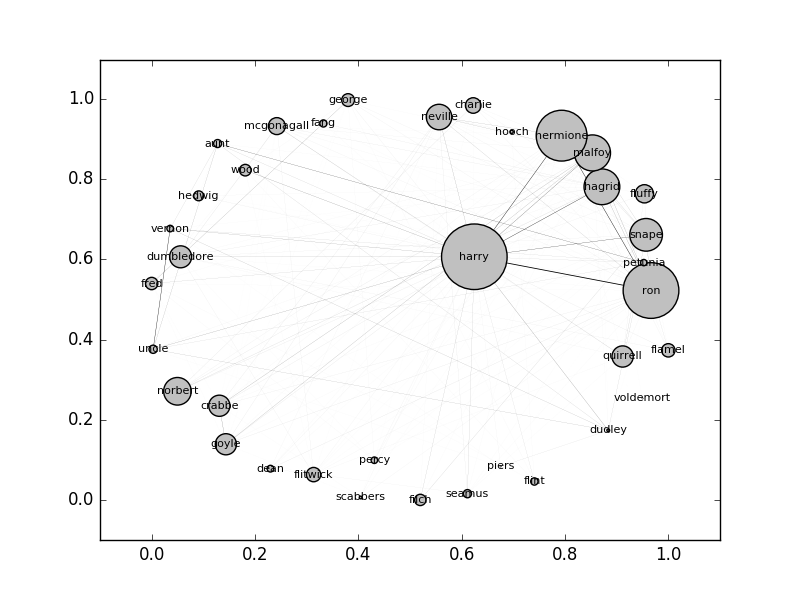 george
charlie
1.0
neville
mcgonagall
fang
hooch
hermione
aunt
malfoy
wood
0.8
hagrid
hedwig
fluffy
vernon
snape
dumbledore
harry
petunia
0.6
fred
ron
uncle
flamel
quirrell
0.4
norbert
voldemort
crabbe
0.2
dudley
goyle
percy
dean
piers
flitwick
flint
seamus
scabbers
filch
0.0
0.0 0.2 0.4 0.6 0.8 1.0